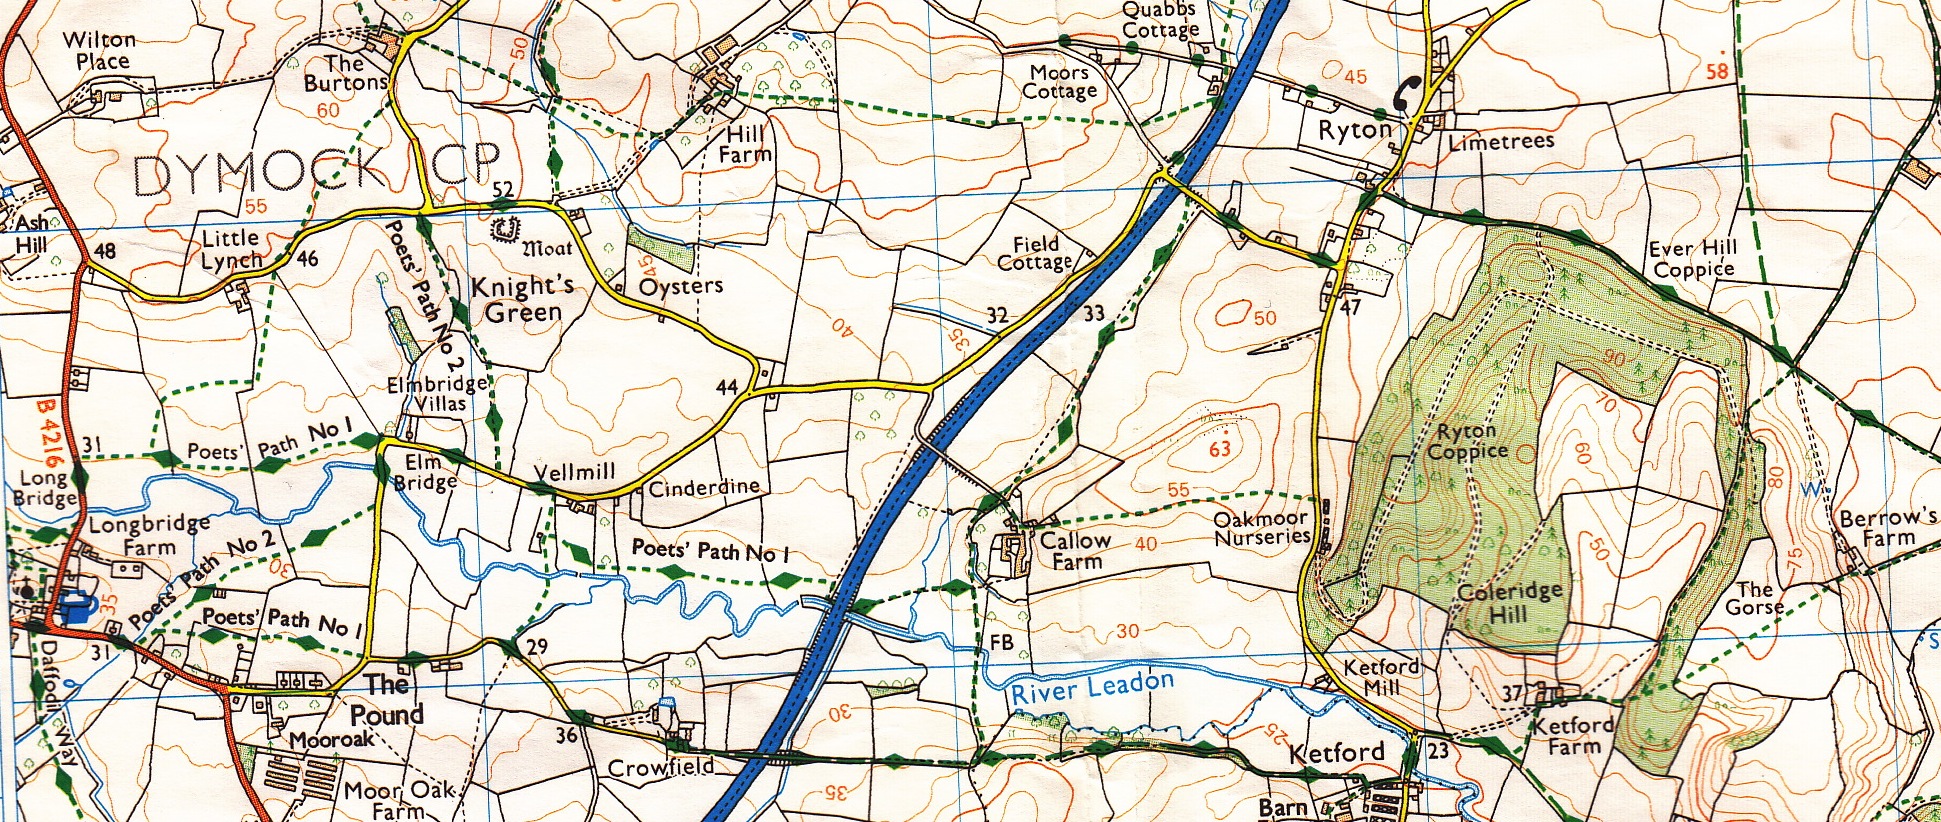 Wilton
Place
The
Burtons
60
50
Quabbs
Cottage
Moors
Cottage
45
58
Ryton
Limetrees
Hill
Farm
DYMOCK CP
55
52
Moat
Ash
Hill
48
Little
Lynch
46
Poets' Path No 2
Knight's
Green
45
Oysters
Field
Cottage
Ever Hill
Coppice
47
32
33
50
40
35
Elmbridge
Villas
44
90
70
B 4216
31
Poets' Path No 1
Long
Bridge
Elm
Bridge
Vellmill
Cinderdine
63
55
Ryton
Coppice
60
80
W
Longbridge
Farm
Poets' Path No 2
30
35
Poets' Path No 1
Callow
Farm
40
Oakmoor
Nurseries
50
75
Berrow's
Farm
Coleridge
Hill
The
Gorse
Poets' Path No 1
31
29
FB
30
S
Daffodil Way
The
Pound
Mooroak
36
Crowfield
30
River Leadon
25
Ketford
Mill
37
Ketford
Farm
Ketford
23
Moor Oak
Farm
35
Barn